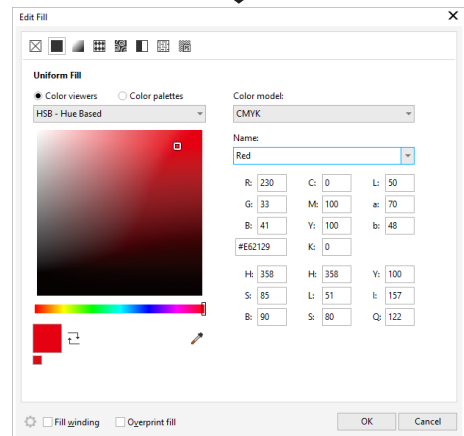 Edit Fill
Uniform Fill
Color viewers Color palettes Color model:
HSB - Hue Based CMYK
Name:
Red
R: 230 C: 0 L: 50
G: 33 M: 100 a: 70
B: 41 Y: 100 b: 48
#E62129 K: 0
H: 358 H: 358 Y: 100
S: 85 L: 51 I: 157
B: 90 S: 80 Q: 122
Fill winding Overprint fill OK Cancel